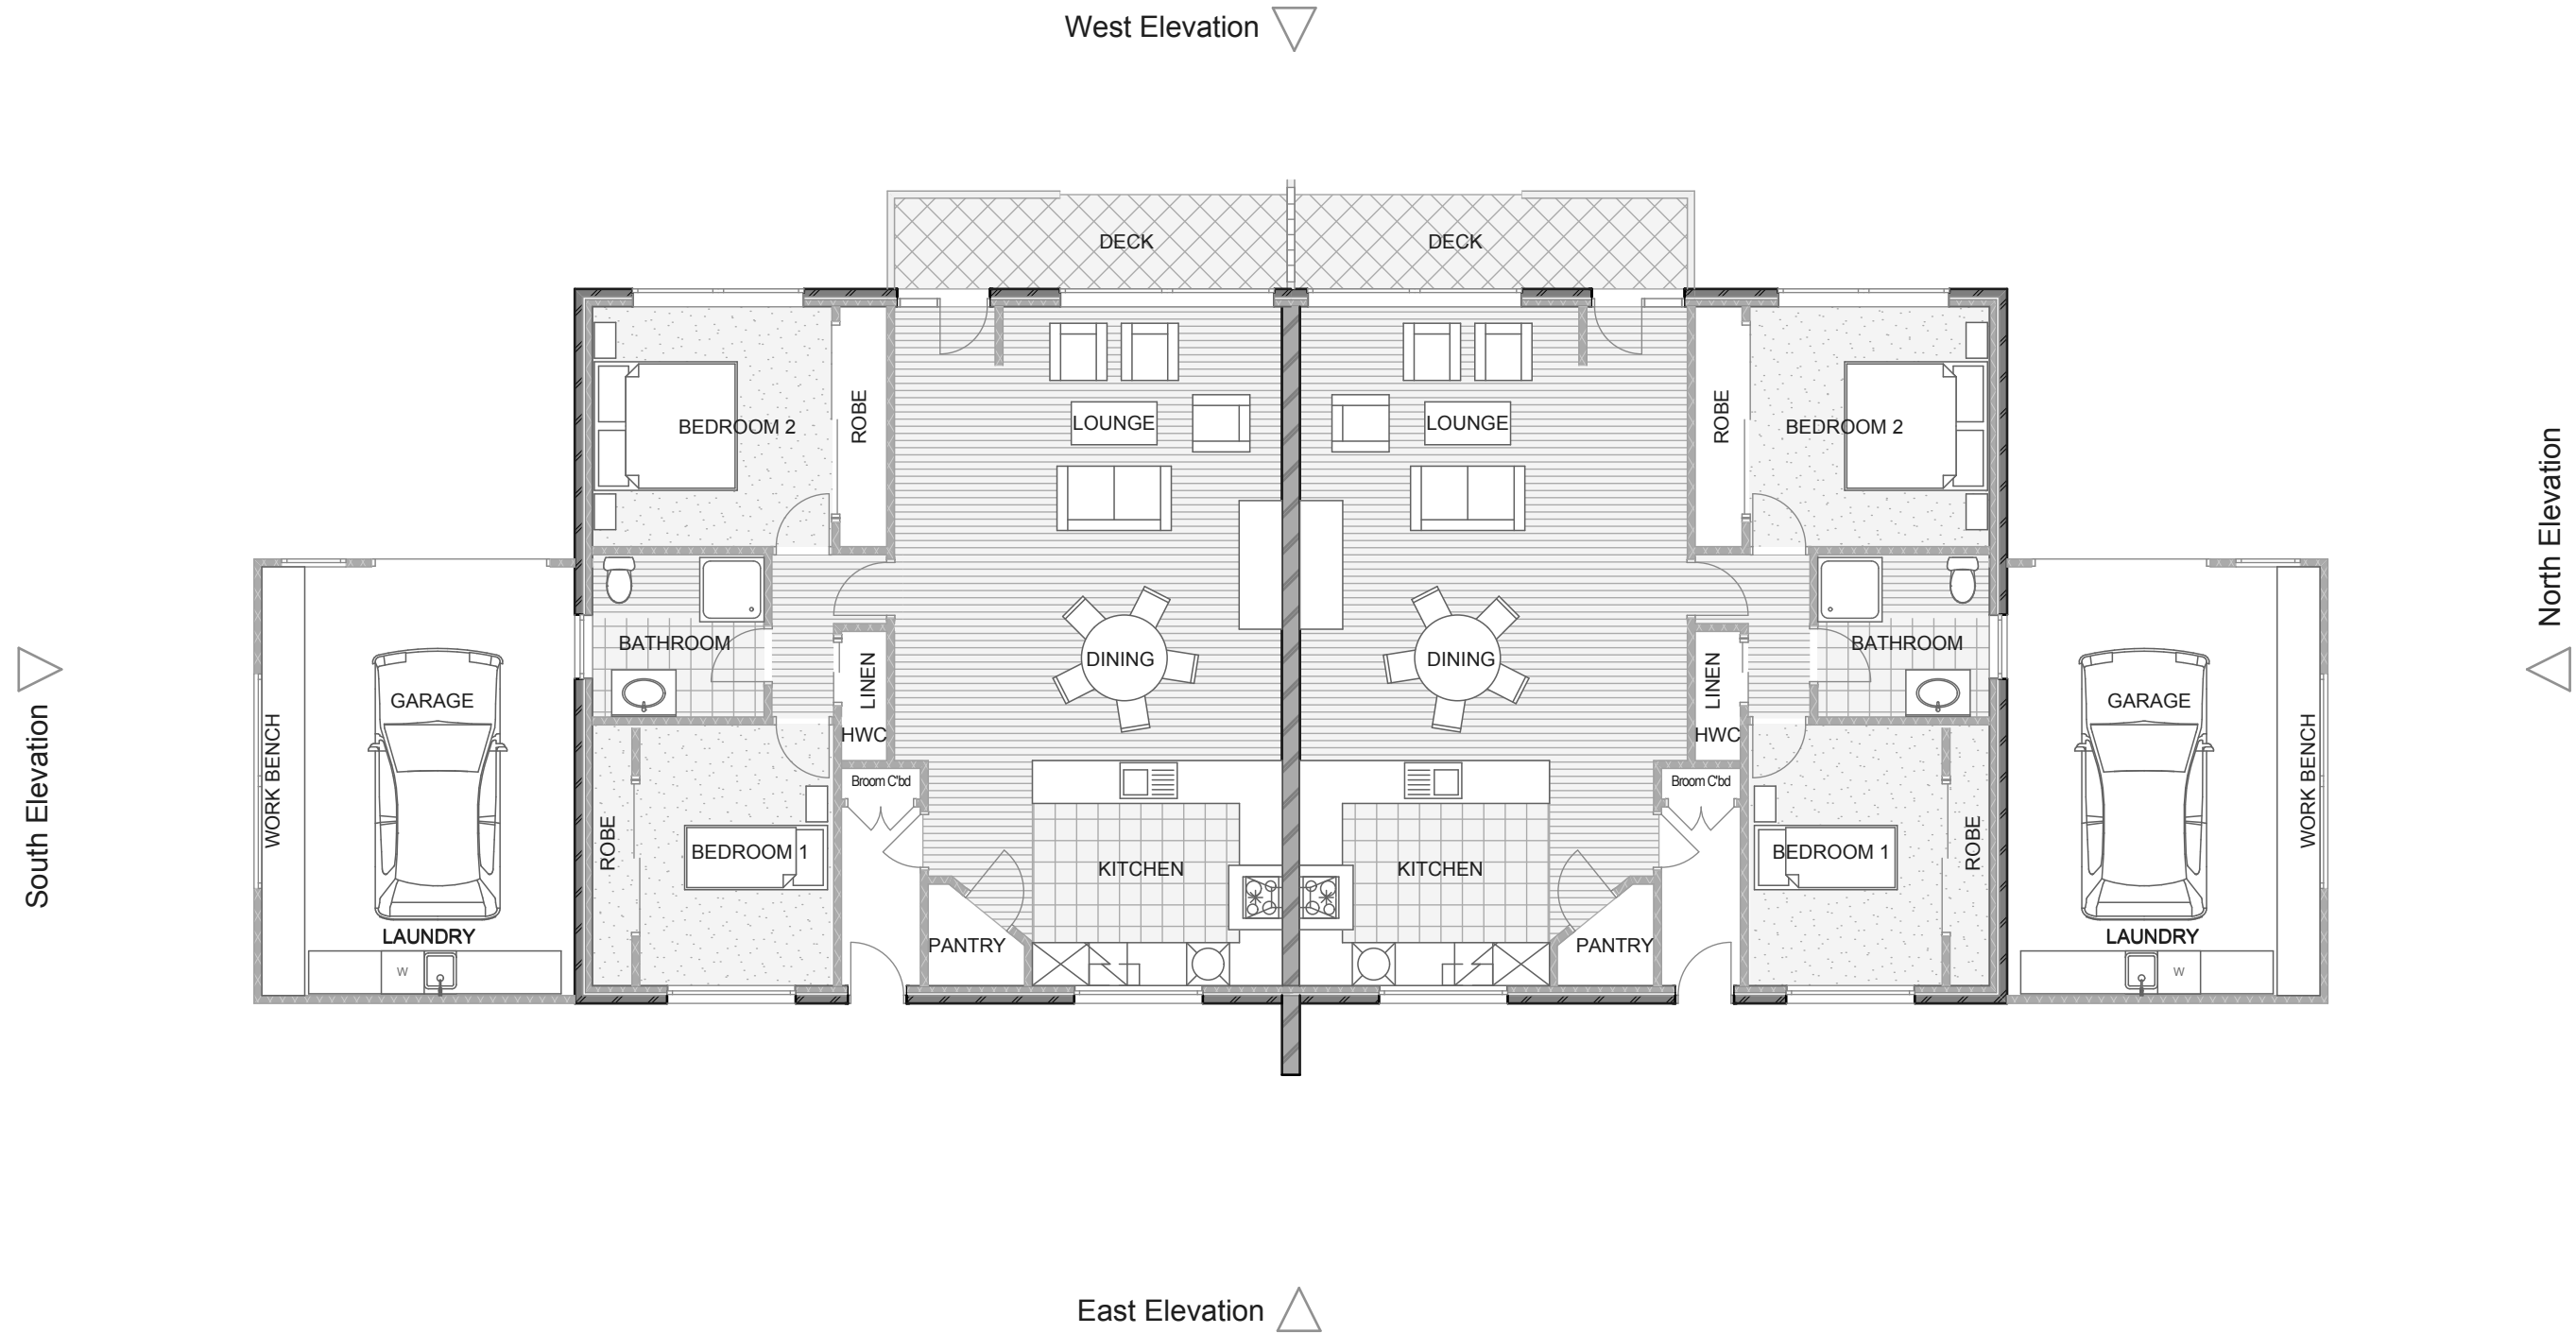 West Elevation
DECK
DECK
BEDROOM 2
ROBE
LOUNGE
LOUNGE
ROBE
BEDROOM 2
North Elevation
BATHROOM
LINEN
DINING
DINING
LINEN
BATHROOM
South Elevation
WORK BENCH
GARAGE
HWC
HWC
GARAGE
WORK BENCH
Broom C'bd
Broom C'bd
ROBE
BEDROOM 1
KITCHEN
KITCHEN
BEDROOM 1
ROBE
LAUNDRY
PANTRY
PANTRY
LAUNDRY
W
W
East Elevation